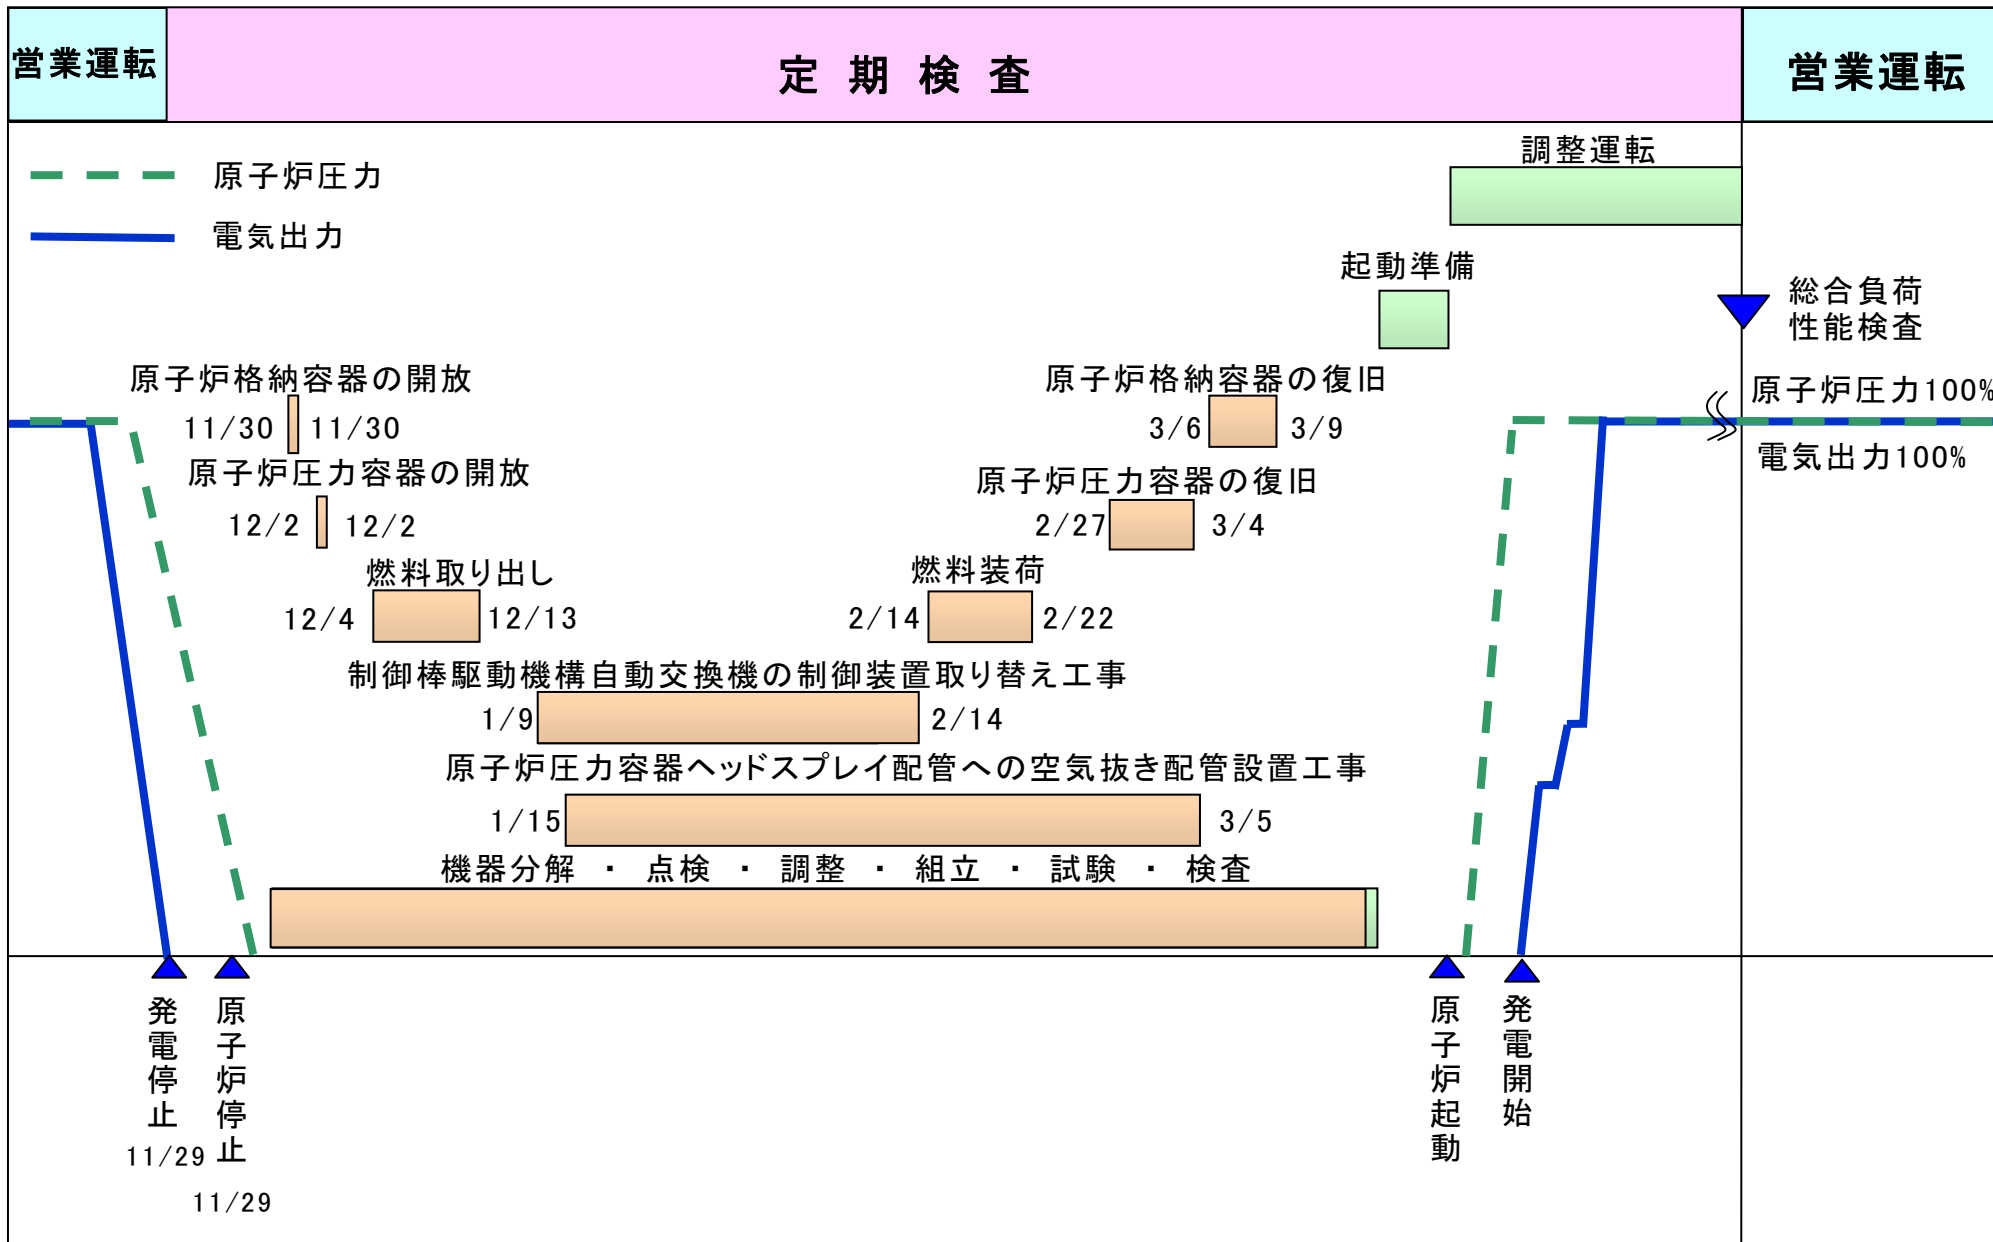 営業運転
定期検査
営業運転
原子炉圧力
電気出力
調整運転
起動準備
総合負荷
性能検査
原子炉格納容器の開放
11/30 11/30
原子炉格納容器の復旧
3/6 3/9
原子炉圧力100%
電気出力100%
原子炉圧力容器の開放
12/2 12/2
原子炉圧力容器の復旧
2/27 3/4
燃料取り出し
12/4 12/13
燃料装荷
2/14 2/22
制御棒駆動機構自動交換機の制御装置取り替え工事
1/9 2/14
原子炉圧力容器ヘッドスプレイ配管への空気抜き配管設置工事
1/15 3/5
機器分解 ・ 点検 ・ 調整 ・ 組立 ・ 試験 ・ 検査
発電停止
11/29
原子炉停止
11/29
原子炉起動
発電開始